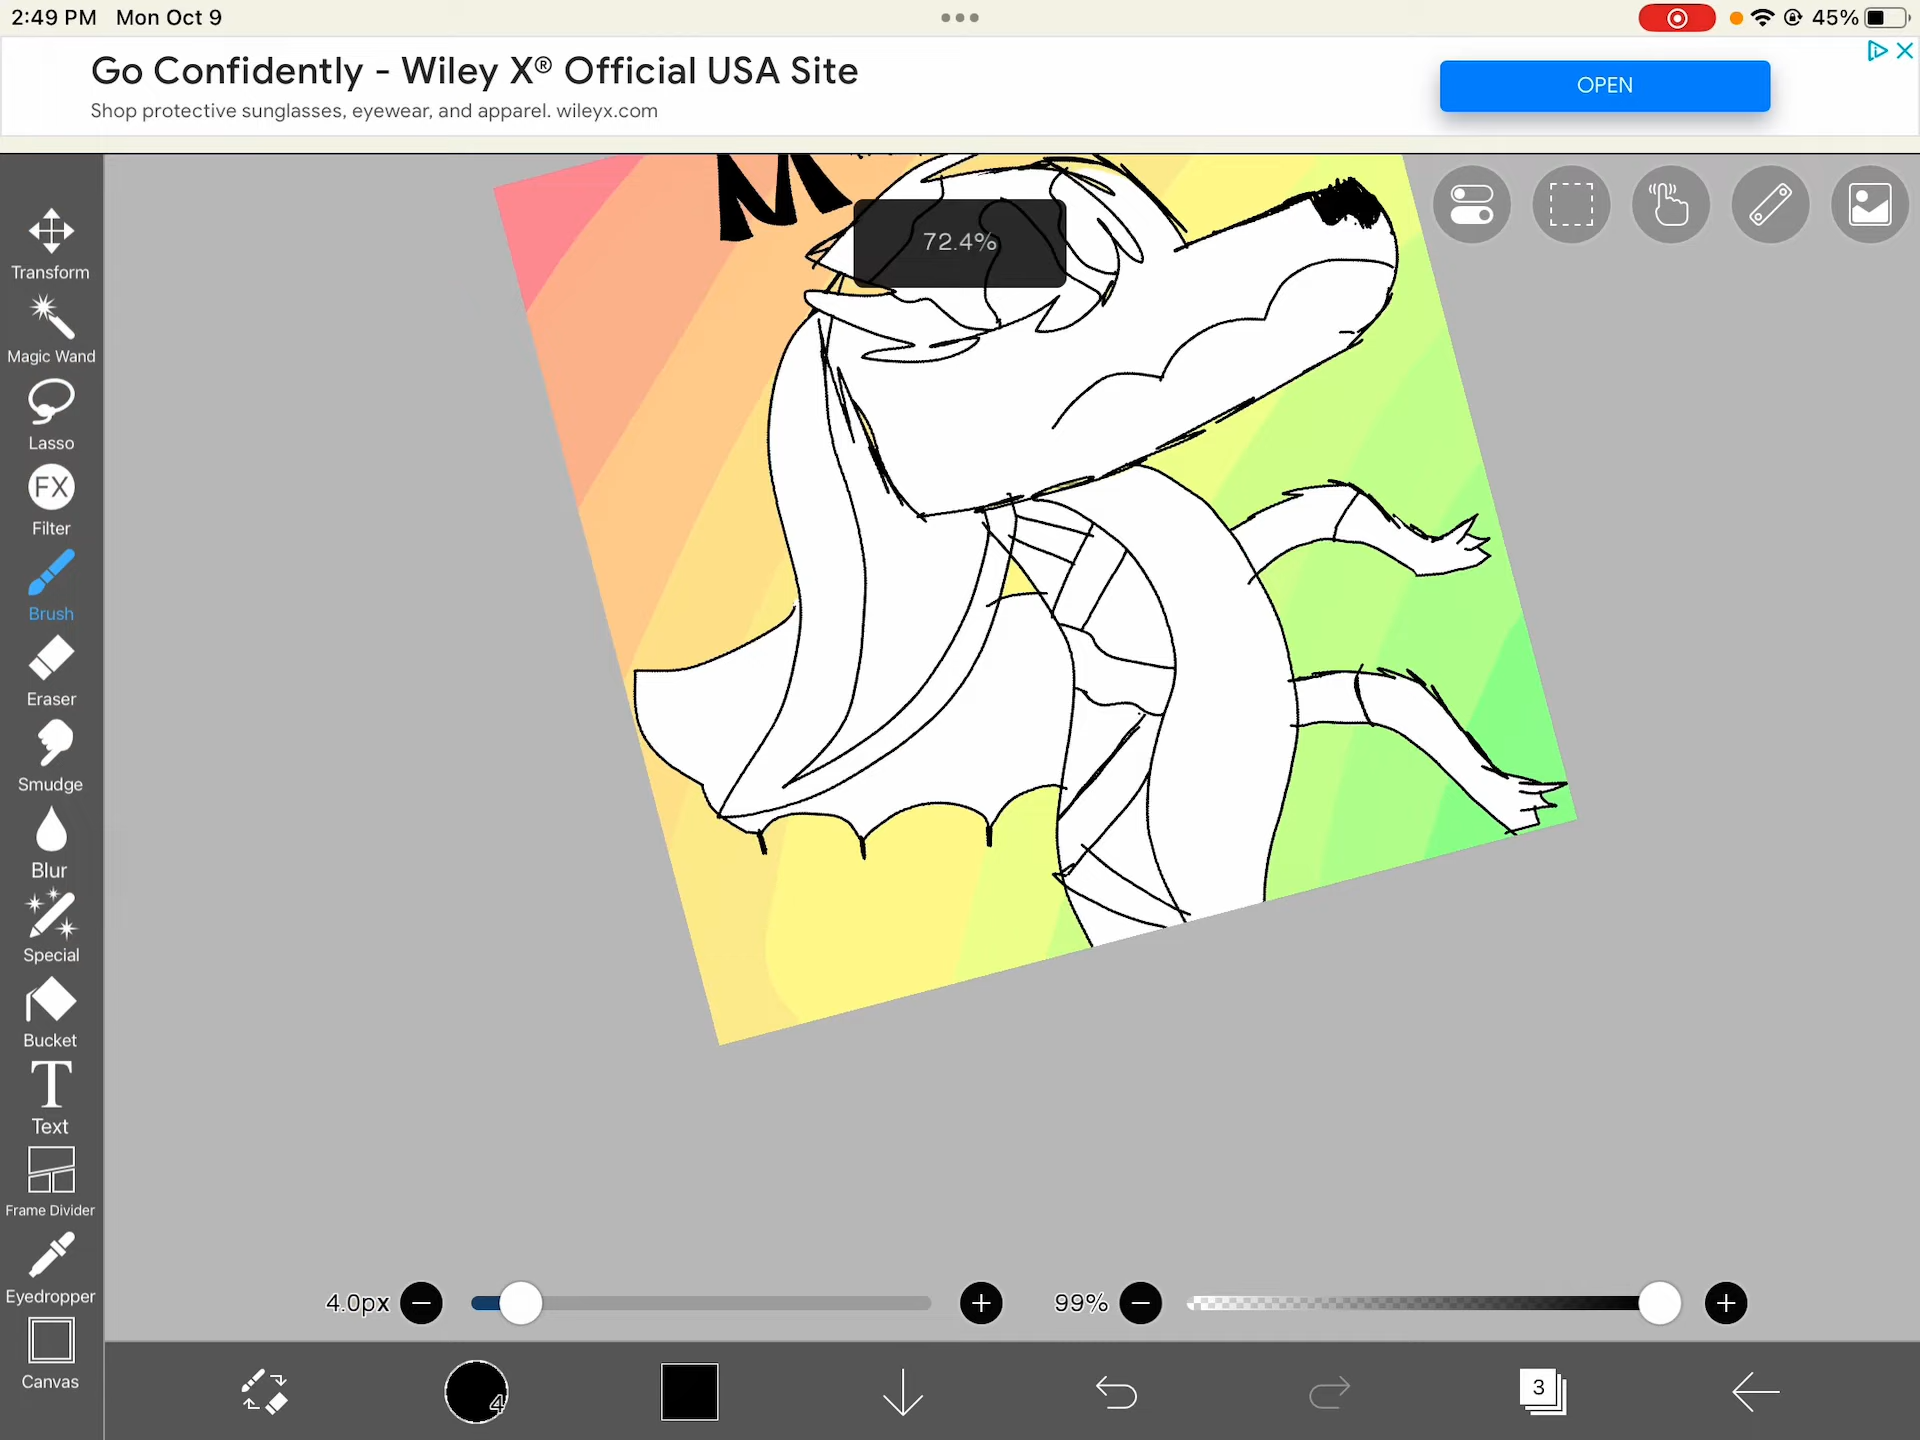 2:49 PM Mon Oct 9
45%
Go Confidently - Wiley X® Official USA Site
Shop protective sunglasses, eyewear, and apparel. wileyx.com
OPEN
72.4%
Transform
Magic Wand
Lasso
FX
Filter
Brush
Eraser
Smudge
Blur
Special
Bucket
T
Text
Frame Divider
Eyedropper
Canvas
4.0px
99%
4
3